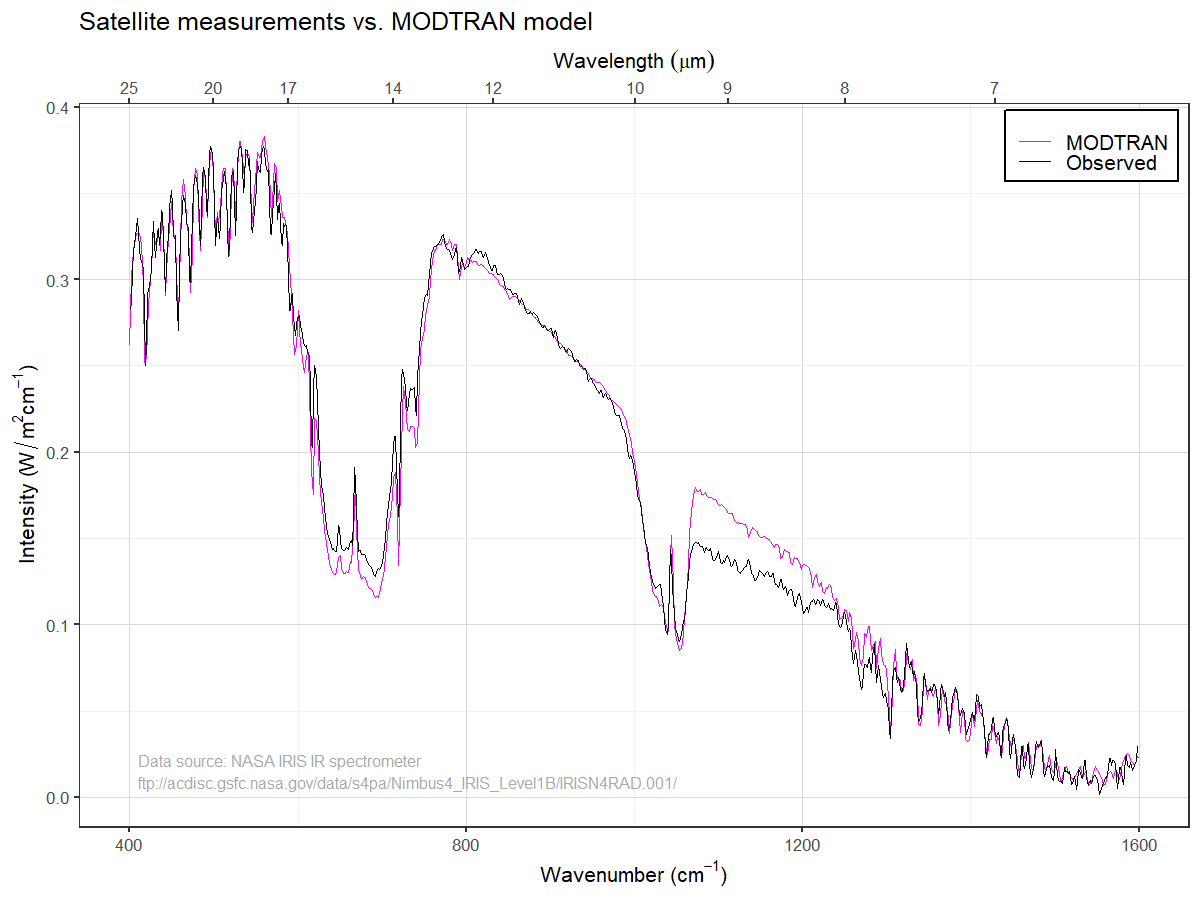 Satellite measurements vs. MODTRAN model
Wavelength (μm)
25 20 17 14 12 10 9 8 7
MODTRAN
Observed
0.4
0.3
0.2
0.1
0.0
Intensity (W/m²cm⁻¹)
Data source: NASA IRIS IR spectrometer
ftp://acdisc.gsfc.nasa.gov/data/s4pa/Nimbus4_IRIS_Level1B/IRISN4RAD.001/
400 800 1200 1600
Wavenumber (cm⁻¹)